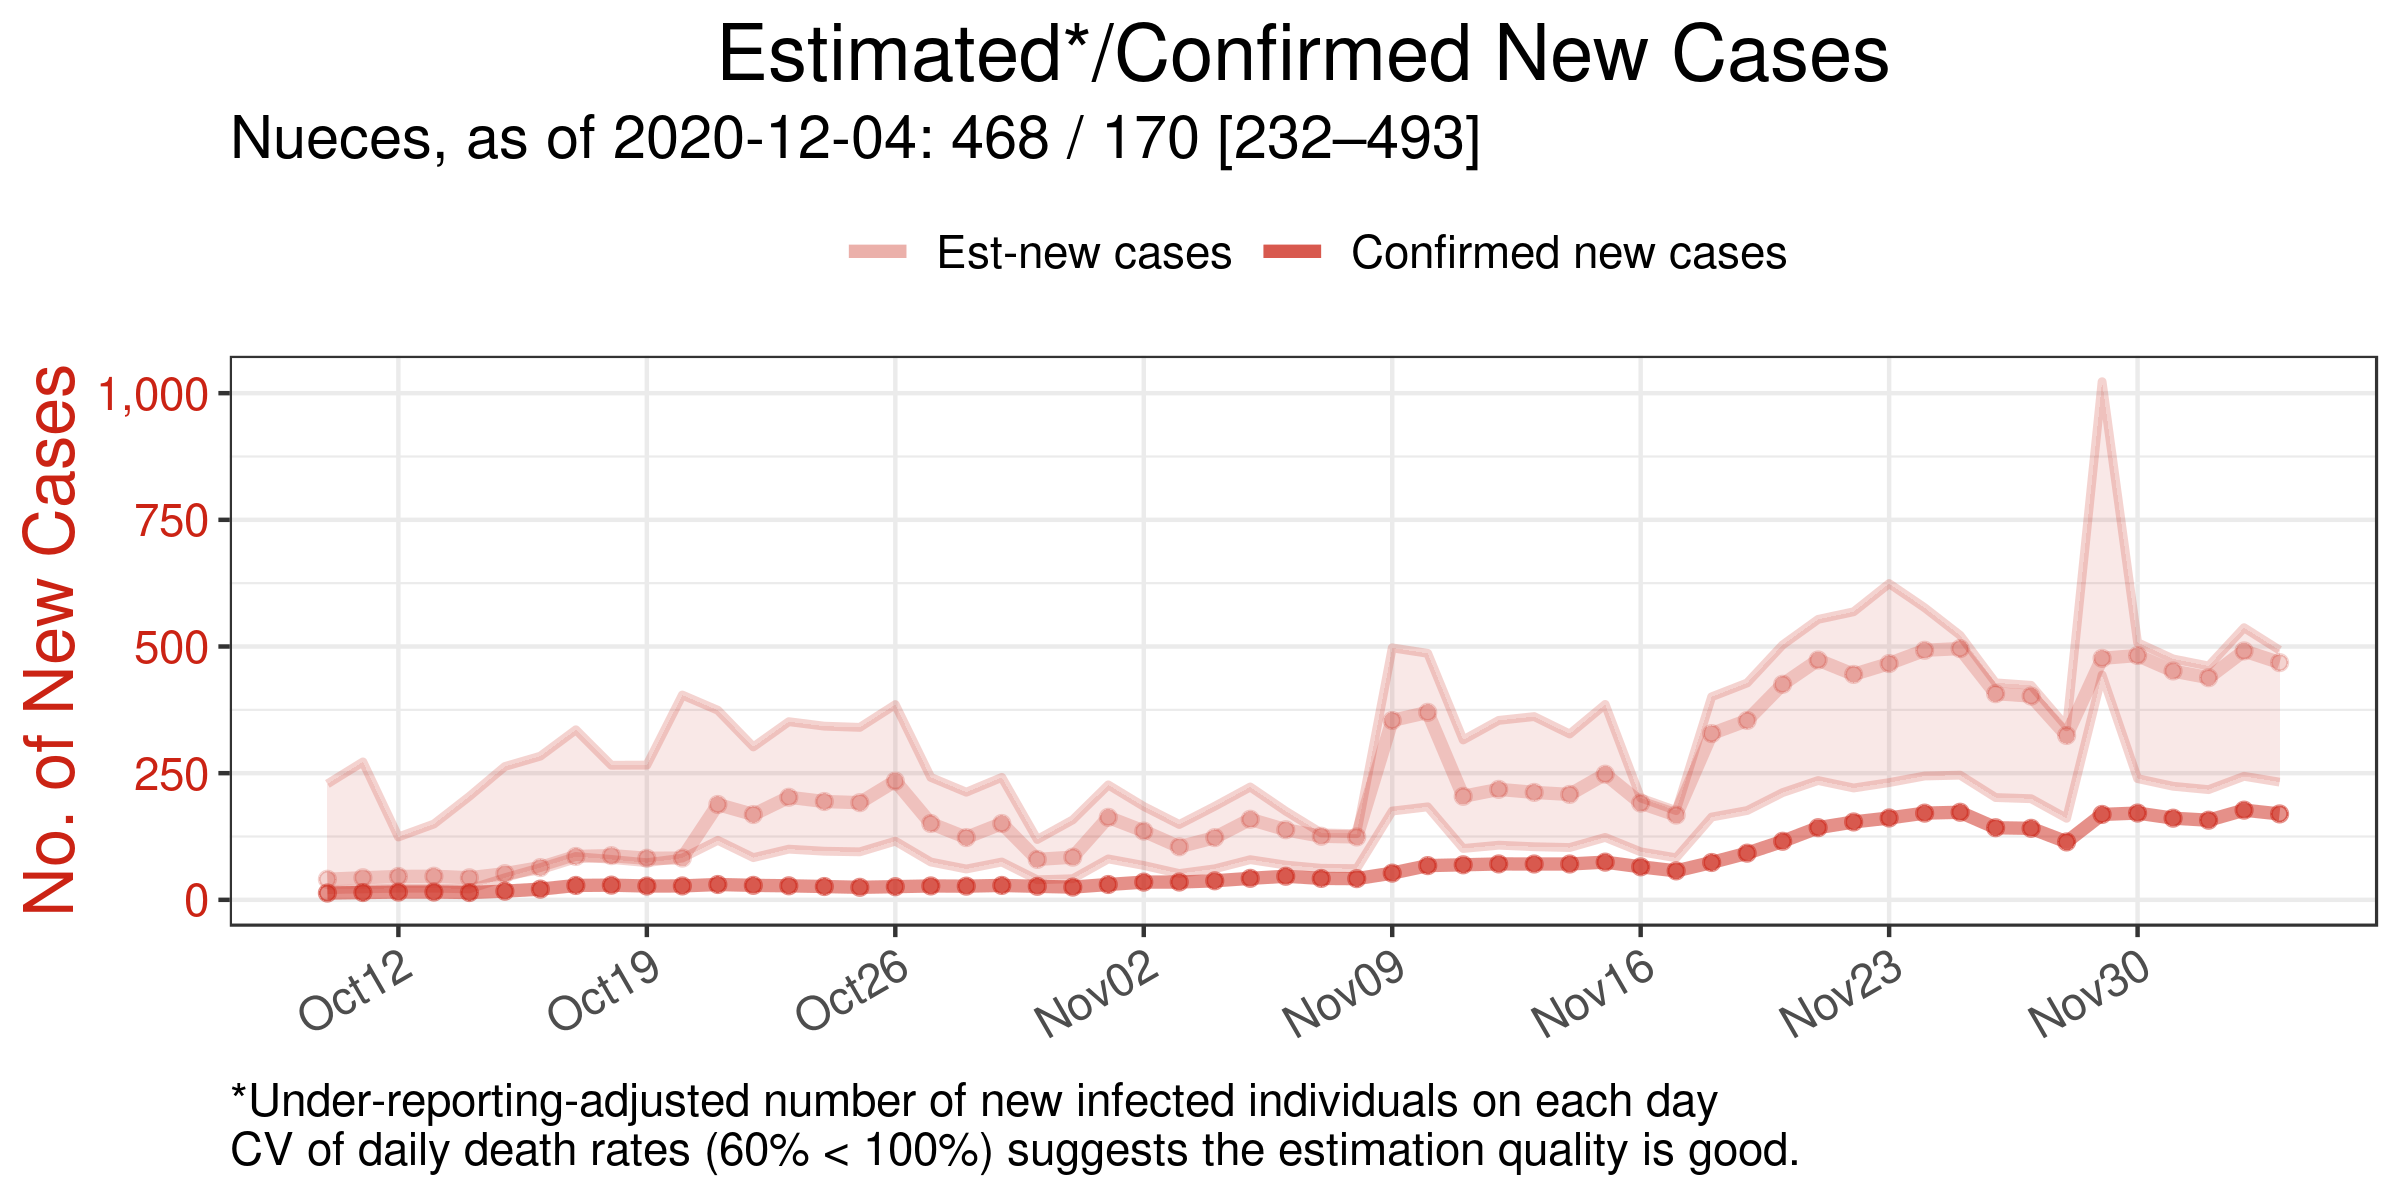 Estimated*/Confirmed New Cases
Nueces, as of 2020-12-04: 468 / 170 [232–493]
Est-new cases
Confirmed new cases
No. of New Cases
1,000
750
500
250
0
Oct12
Oct19
Oct26
Nov02
Nov09
Nov16
Nov23
Nov30
*Under-reporting-adjusted number of new infected individuals on each day
CV of daily death rates (60% < 100%) suggests the estimation quality is good.